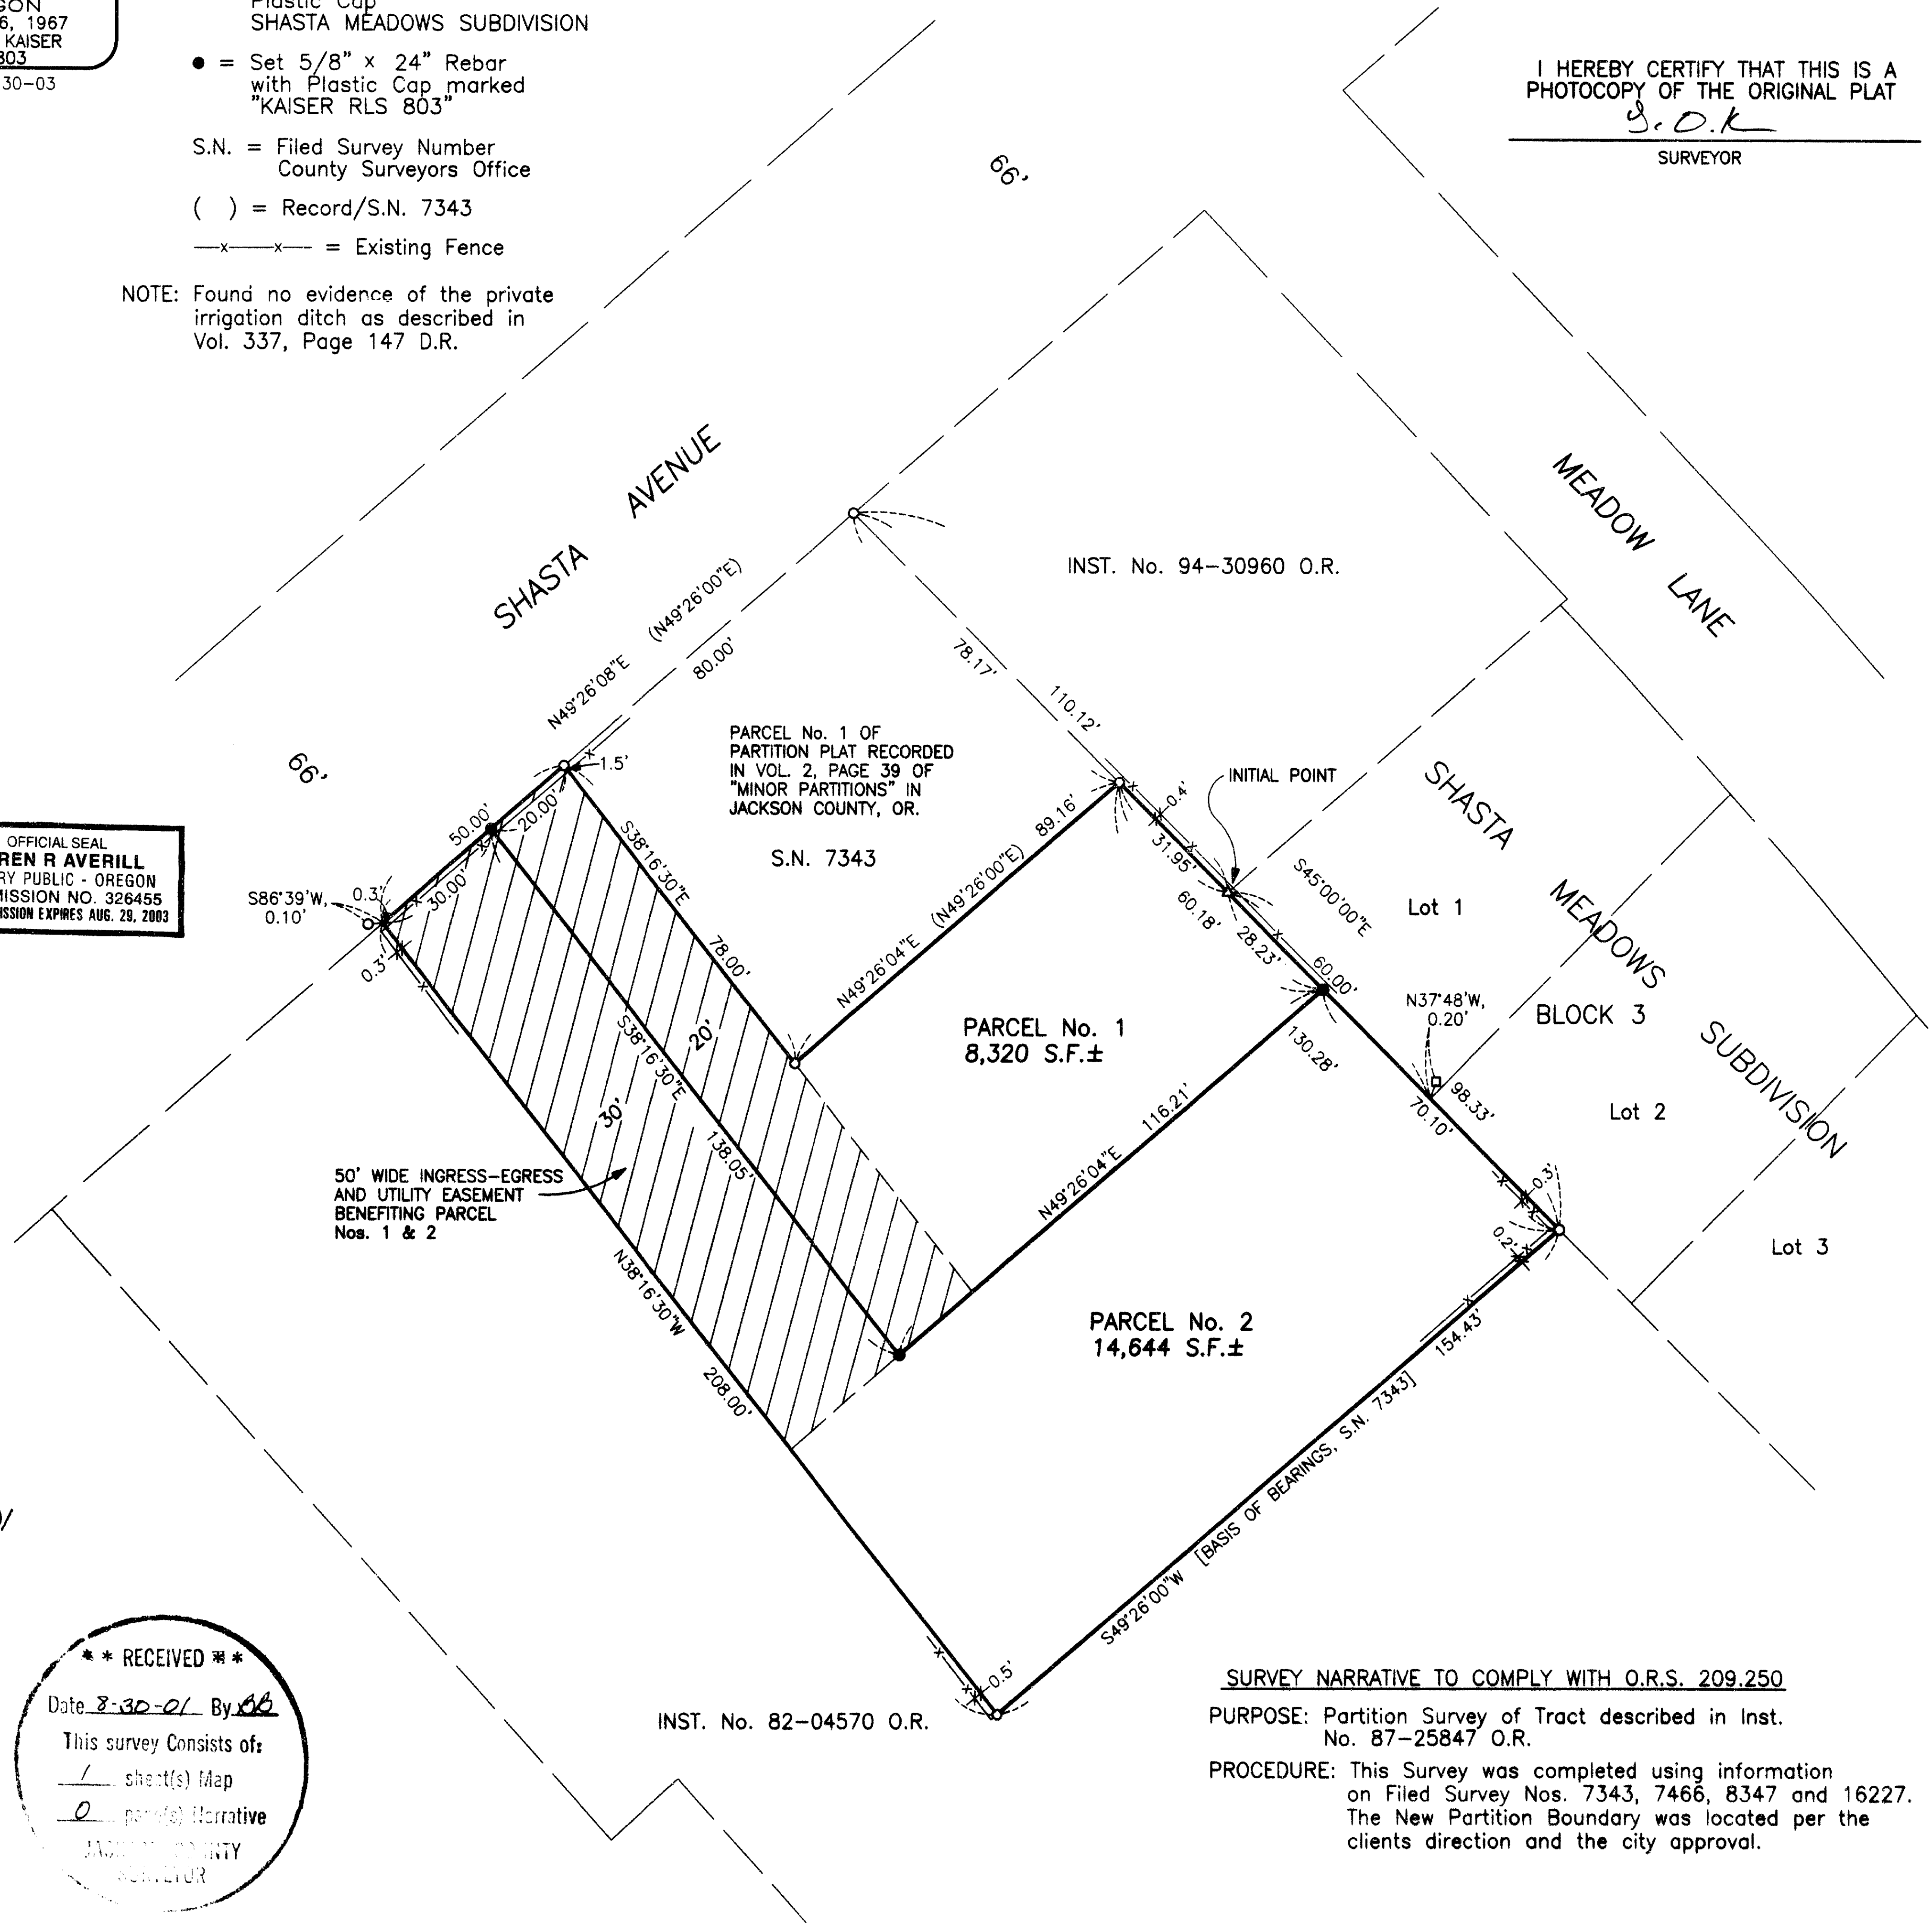 GON
6, 1967
KAISER
803
30-03
Plastic Cap
SHASTA MEADOWS SUBDIVISION
● = Set 5/8" x 24" Rebar
with Plastic Cap marked
"KAISER RLS 803"
S.N. = Filed Survey Number
County Surveyors Office
( ) = Record/S.N. 7343
—x——x— = Existing Fence
NOTE: Found no evidence of the private
irrigation ditch as described in
Vol. 337, Page 147 D.R.
I HEREBY CERTIFY THAT THIS IS A
PHOTOCOPY OF THE ORIGINAL PLAT
SURVEYOR
66'
SHASTA AVENUE
MEADOW LANE
INST. No. 94-30960 O.R.
N49°26'08"E (N49°26'00"E)
80.00'
78.17'
110.12'
66'
1.5'
PARCEL No. 1 OF
PARTITION PLAT RECORDED
IN VOL. 2, PAGE 39 OF
"MINOR PARTITIONS" IN
JACKSON COUNTY, OR.
S.N. 7343
INITIAL POINT
0.4'
31.95'
60.18'
28.23'
S45°00'00"E
60.00'
SHASTA MEADOWS SUBDIVISION
Lot 1
BLOCK 3
Lot 2
Lot 3
N37°48'W,
0.20'
50.00'
20.00'
30.00'
S86°39'W,
0.10'
0.3'
0.3'
OFFICIAL SEAL
REN R AVERILL
RY PUBLIC - OREGON
MISSION NO. 326455
ISSION EXPIRES AUG. 29, 2003
S38°16'30"E
78.00'
N49°26'04"E (N49°26'00"E) 89.16'
PARCEL No. 1
8,320 S.F.±
S38°16'30"E
138.05'
20'
30'
50' WIDE INGRESS-EGRESS
AND UTILITY EASEMENT
BENEFITING PARCEL
Nos. 1 & 2
N49°26'04"E 116.21'
130.28'
98.33'
70.10'
0.3'
0.2'
N38°16'30"W
208.00'
PARCEL No. 2
14,644 S.F.±
154.43'
S49°26'00"W [BASIS OF BEARINGS, S.N. 7343]
0.5'
INST. No. 82-04570 O.R.
* * RECEIVED * *
Date 8-30-01 By BB
This survey Consists of:
1 sheet(s) Map
0 page(s) Narrative
JACKSON COUNTY
SURVEYOR
SURVEY NARRATIVE TO COMPLY WITH O.R.S. 209.250
PURPOSE: Partition Survey of Tract described in Inst.
No. 87-25847 O.R.
PROCEDURE: This Survey was completed using information
on Filed Survey Nos. 7343, 7466, 8347 and 16227.
The New Partition Boundary was located per the
clients direction and the city approval.